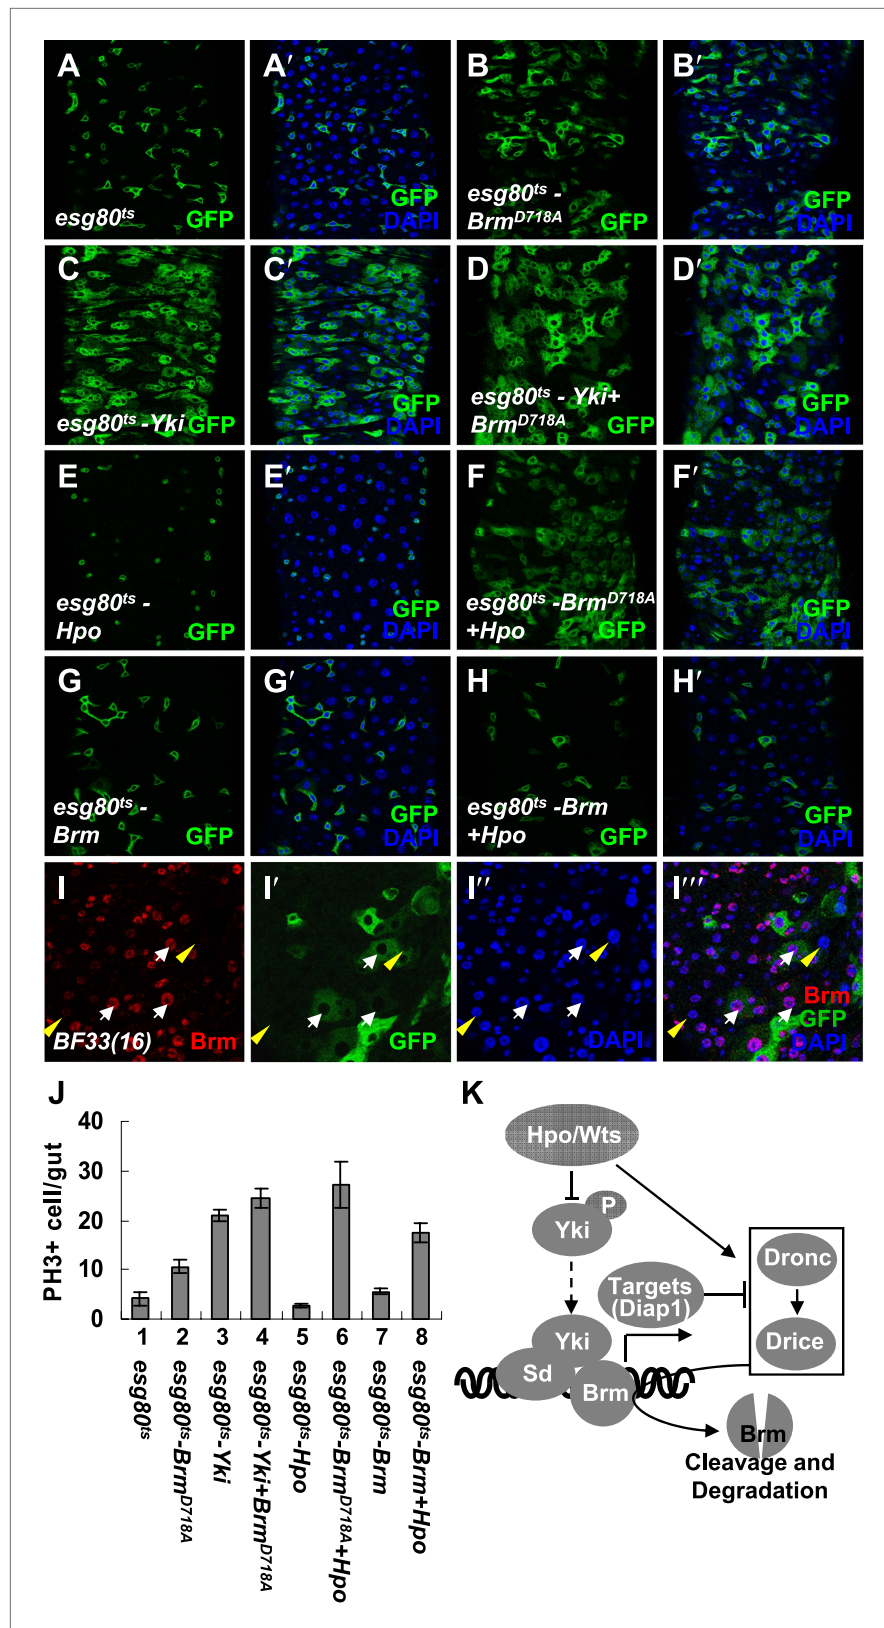 A
esg80ts
GFP
A′
GFP
DAPI
B
esg80ts -
BrmD718A
GFP
B′
GFP
DAPI
C
esg80ts -Yki
GFP
C′
GFP
DAPI
D
esg80ts - Yki+
BrmD718A
GFP
D′
GFP
DAPI
E
esg80ts -
Hpo
GFP
E′
GFP
DAPI
F
esg80ts -BrmD718A
+Hpo
GFP
F′
GFP
DAPI
G
esg80ts -
Brm
GFP
G′
GFP
DAPI
H
esg80ts -Brm
+Hpo
GFP
H′
GFP
DAPI
I
BF33(16)
Brm
I′
GFP
I′′
DAPI
I′′′
Brm
GFP
DAPI
J
PH3+ cell/gut
40
30
20
10
0
1 2 3 4 5 6 7 8
esg80ts
esg80ts-BrmD718A
esg80ts-Yki
esg80ts-Yki+BrmD718A
esg80ts-Hpo
esg80ts-BrmD718A+Hpo
esg80ts-Brm
esg80ts-Brm+Hpo
K
Hpo/Wts
P
Yki
Dronc
Targets
(Diap1)
Drice
Yki
Sd
Brm
Brm
Cleavage and
Degradation